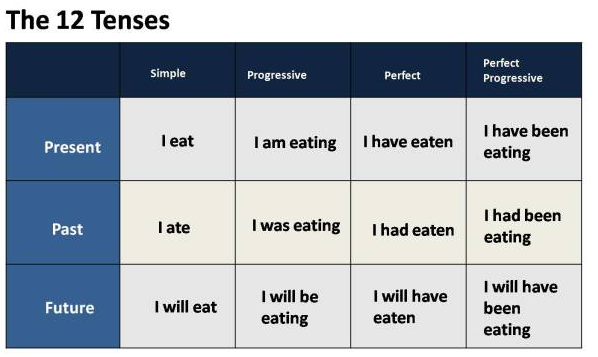 The 12 Tenses
Simple
Progressive
Perfect
Perfect
Progressive
Present
I eat
I am eating
I have eaten
I have been
eating
Past
I ate
I was eating
I had eaten
I had been
eating
Future
I will eat
I will be
eating
I will have
eaten
I will have
been
eating